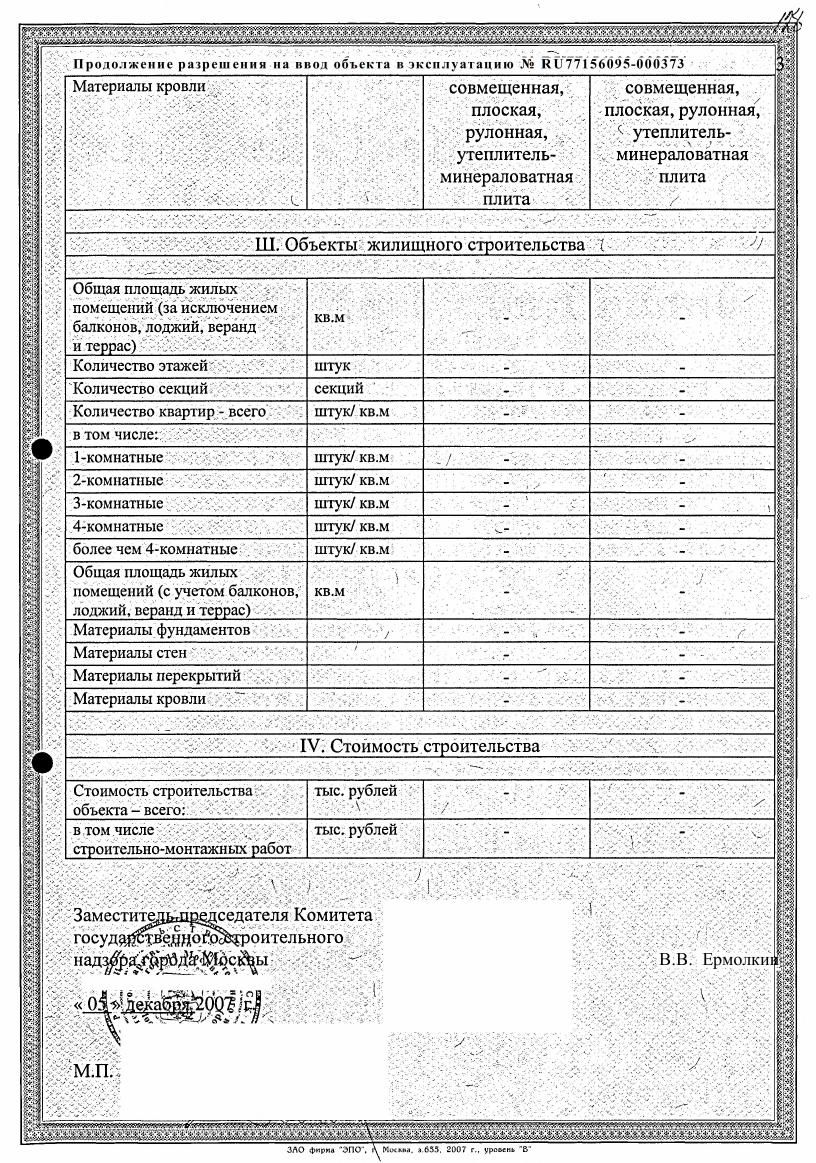 128
Продолжение разрешения на ввод объекта в эксплуатацию № RU77156095-000373
3
Материалы кровли
совмещенная,
плоская,
рулонная,
утеплитель-
минераловатная
плита
совмещенная,
плоская, рулонная,
утеплитель-
минераловатная
плита
III. Объекты жилищного строительства
Общая площадь жилых
помещений (за исключением
балконов, лоджий, веранд
и террас)
кв.м
-
-
Количество этажей
штук
-
-
Количество секций
секций
-
-
Количество квартир - всего
штук/ кв.м
-
-
в том числе:
1-комнатные
штук/ кв.м
-
-
2-комнатные
штук/ кв.м
-
-
3-комнатные
штук/ кв.м
-
-
4-комнатные
штук/ кв.м
-
-
более чем 4-комнатные
штук/ кв.м
-
-
Общая площадь жилых
помещений (с учетом балконов,
лоджий, веранд и террас)
кв.м
-
-
Материалы фундаментов
-
-
Материалы стен
-
-
Материалы перекрытий
-
-
Материалы кровли
-
-
IV. Стоимость строительства
Стоимость строительства
объекта – всего:
тыс. рублей
-
-
в том числе
строительно-монтажных работ
тыс. рублей
-
-
Заместитель председателя Комитета
государственного строительного
надзора города Москвы
В.В. Ермолкин
« 05 » декабря 2007 г.
М.П.
ЗАО фирма "ЭПО", г. Москва, з.655, 2007 г., уровень "В"